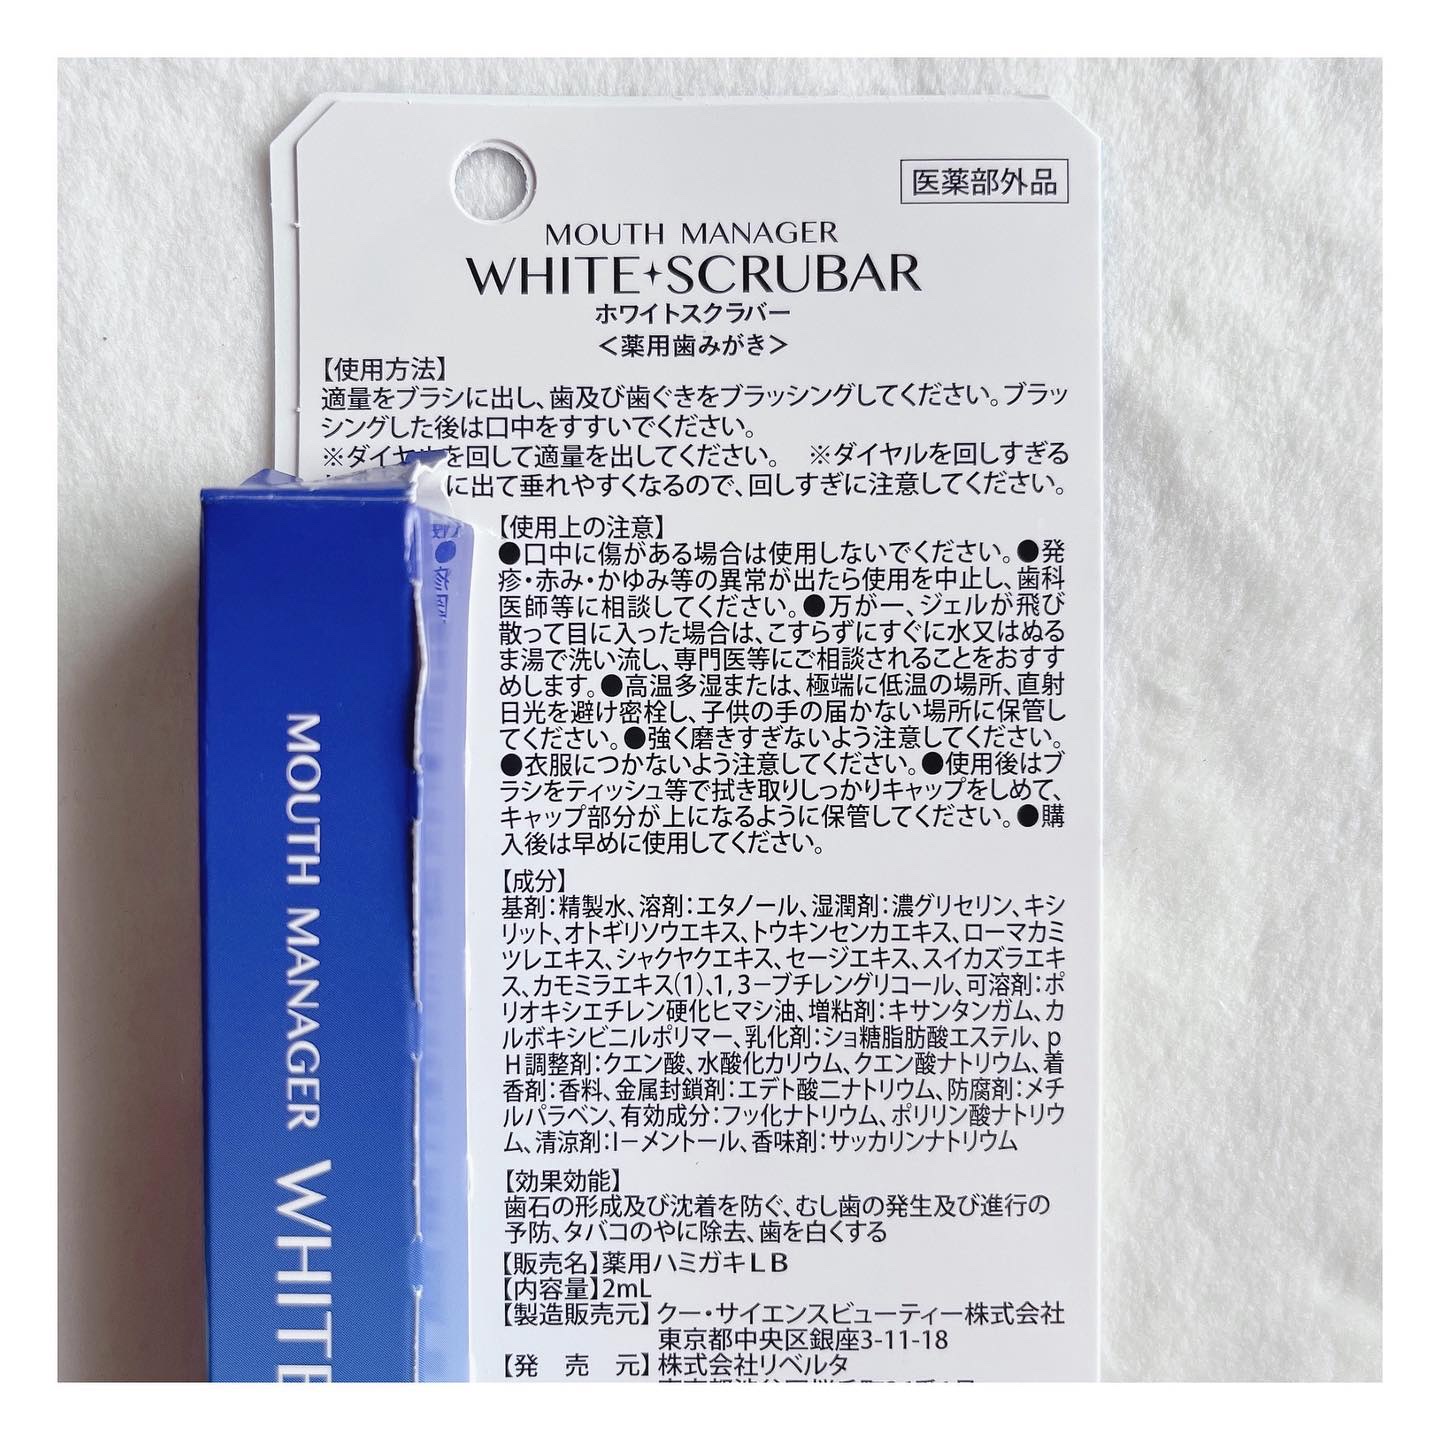 医薬部外品
MOUTH MANAGER
WHITE✦SCRUBAR
ホワイトスクラバー
<薬用歯みがき>
【使用方法】
適量をブラシに出し、歯及び歯ぐきをブラッシングしてください。ブラッ
シングした後は口中をすすいでください。
※ダイヤルを回して適量を出してください。 ※ダイヤルを回しすぎる
に出て垂れやすくなるので、回しすぎに注意してください。
【使用上の注意】
●口中に傷がある場合は使用しないでください。●発
疹・赤み・かゆみ等の異常が出たら使用を中止し、歯科
医師等に相談してください。●万が一、ジェルが飛び
散って目に入った場合は、こすらずにすぐに水又はぬる
ま湯で洗い流し、専門医等にご相談されることをおすす
めします。●高温多湿または、極端に低温の場所、直射
日光を避け密栓し、子供の手の届かない場所に保管し
てください。●強く磨きすぎないよう注意してください。
●衣服につかないよう注意してください。●使用後はブ
ラシをティッシュ等で拭き取りしっかりキャップをしめて、
キャップ部分が上になるように保管してください。●購
入後は早めに使用してください。
【成分】
基剤：精製水、溶剤：エタノール、湿潤剤：濃グリセリン、キシ
リット、オトギリソウエキス、トウキンセンカエキス、ローマカミ
ツレエキス、シャクヤクエキス、セージエキス、スイカズラエキ
ス、カモミラエキス(1)、1,3−ブチレングリコール、可溶剤：ポ
リオキシエチレン硬化ヒマシ油、増粘剤：キサンタンガム、カ
ルボキシビニルポリマー、乳化剤：ショ糖脂肪酸エステル、ｐ
Ｈ調整剤：クエン酸、水酸化カリウム、クエン酸ナトリウム、着
香剤：香料、金属封鎖剤：エデト酸二ナトリウム、防腐剤：メチ
ルパラベン、有効成分：フッ化ナトリウム、ポリリン酸ナトリウ
ム、清涼剤：l−メントール、香味剤：サッカリンナトリウム
【効果効能】
歯石の形成及び沈着を防ぐ、むし歯の発生及び進行の
予防、タバコのやに除去、歯を白くする
【販売名】薬用ハミガキＬＢ
【内容量】2mL
【製造販売元】クー・サイエンスビューティー株式会社
東京都中央区銀座3-11-18
【発 売 元】株式会社リベルタ
MOUTH MANAGER WHITE